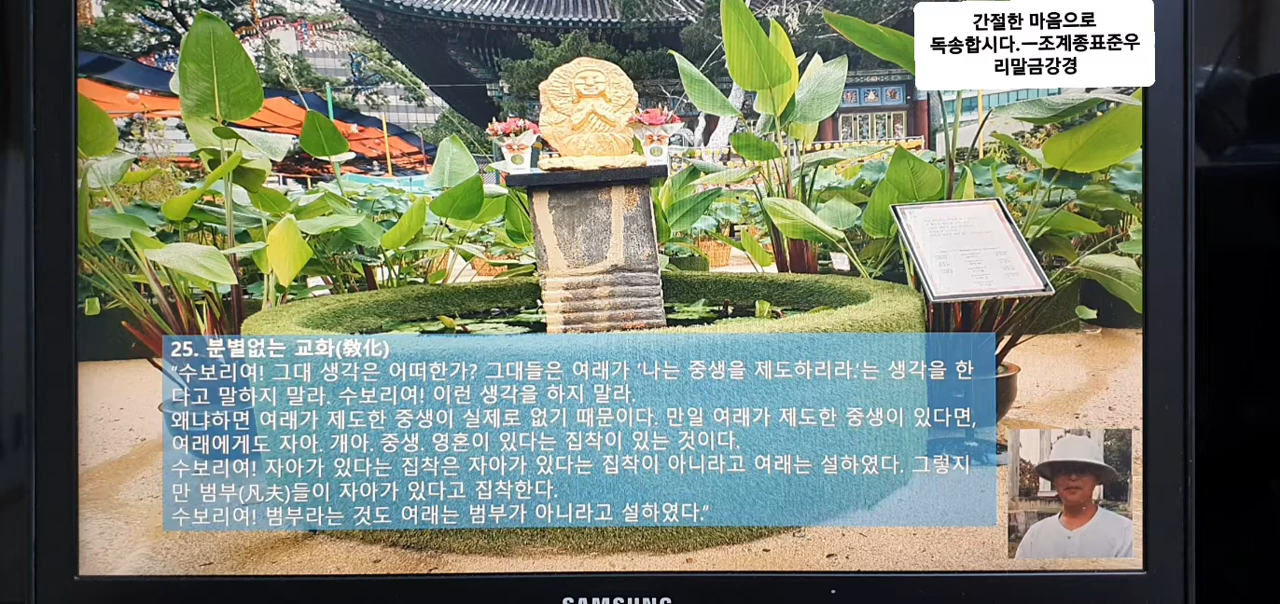 간절한 마음으로
독송합시다.ㅡ조계종표준우
리말금강경
25. 분별없는 교화(敎化)
"수보리여! 그대 생각은 어떠한가? 그대들은 여래가 '나는 중생을 제도하리라.'는 생각을 한
다고 말하지 말라. 수보리여! 이런 생각을 하지 말라.
왜냐하면 여래가 제도한 중생이 실제로 없기 때문이다. 만일 여래가 제도한 중생이 있다면,
여래에게도 자아. 개아. 중생. 영혼이 있다는 집착이 있는 것이다.
수보리여! 자아가 있다는 집착은 자아가 있다는 집착이 아니라고 여래는 설하였다. 그렇지
만 범부(凡夫)들이 자아가 있다고 집착한다.
수보리여! 범부라는 것도 여래는 범부가 아니라고 설하였다."
SAMSUNG